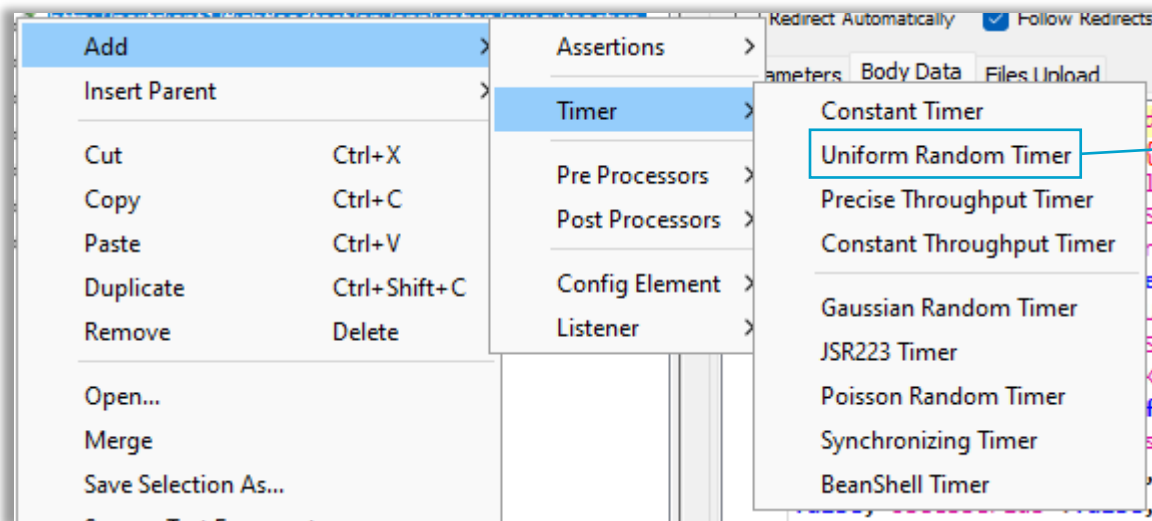 Redirect Automatically Follow Redirects
Add
Insert Parent
Cut Ctrl+X
Copy Ctrl+C
Paste Ctrl+V
Duplicate Ctrl+Shift+C
Remove Delete
Open...
Merge
Save Selection As...
Assertions
Timer
Pre Processors
Post Processors
Config Element
Listener
Body Data Files Upload
Constant Timer
Uniform Random Timer
Precise Throughput Timer
Constant Throughput Timer
Gaussian Random Timer
JSR223 Timer
Poisson Random Timer
Synchronizing Timer
BeanShell Timer